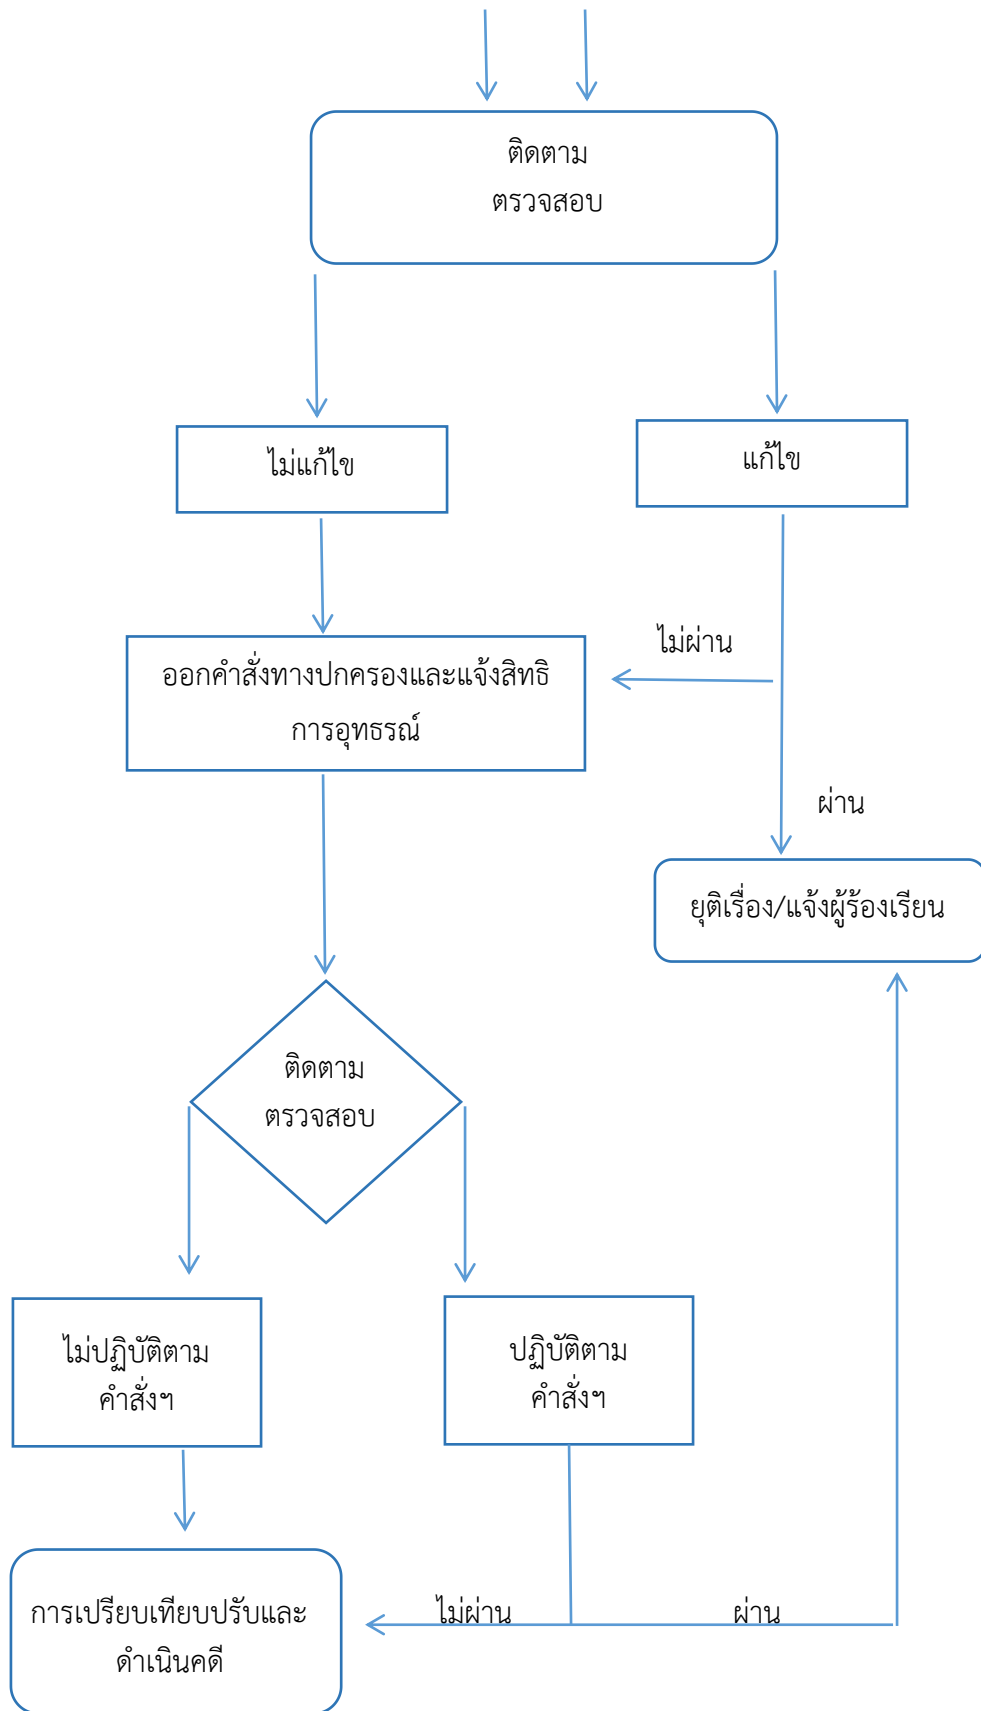 ติดตาม
ตรวจสอบ
ไม่แก้ไข
แก้ไข
ไม่ผ่าน
ออกคำสั่งทางปกครองและแจ้งสิทธิ
การอุทธรณ์
ผ่าน
ยุติเรื่อง/แจ้งผู้ร้องเรียน
ติดตาม
ตรวจสอบ
ไม่ปฏิบัติตาม
คำสั่งฯ
ปฏิบัติตาม
คำสั่งฯ
การเปรียบเทียบปรับและ
ดำเนินคดี
ไม่ผ่าน
ผ่าน